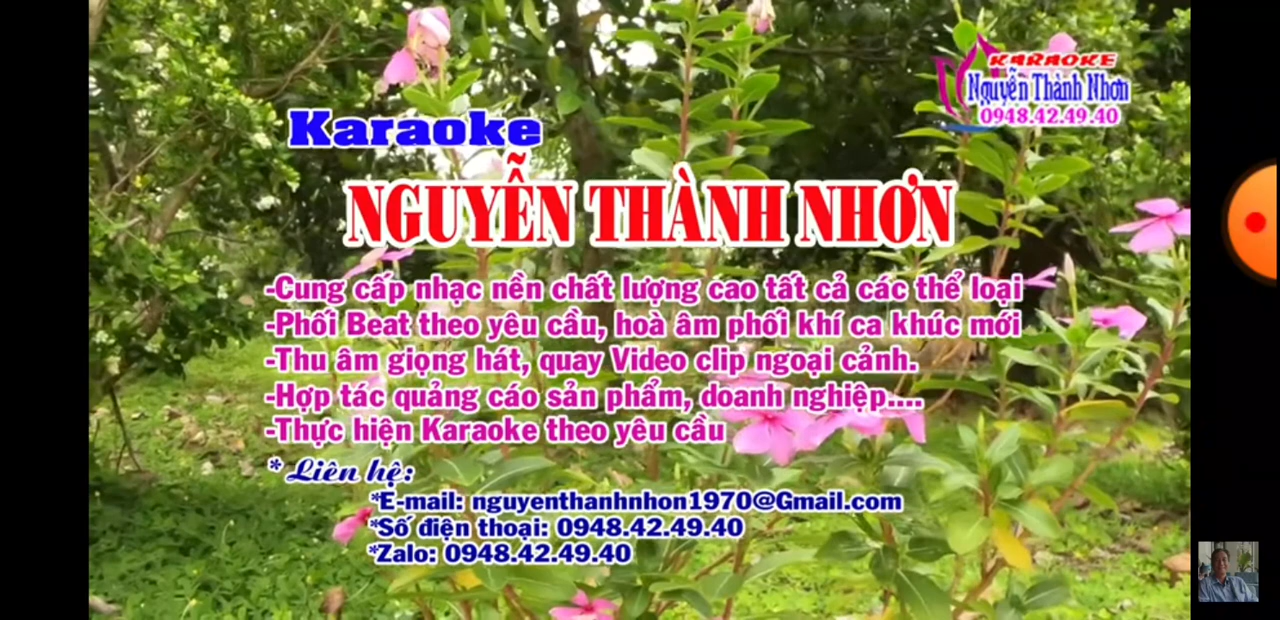 KARAOKE
Nguyễn Thành Nhơn
0948.42.49.40
Karaoke
NGUYỄN THÀNH NHƠN
-Cung cấp nhạc nền chất lượng cao tất cả các thể loại
-Phối Beat theo yêu cầu, hoà âm phối khí ca khúc mới
-Thu âm giọng hát, quay Video clip ngoại cảnh.
-Hợp tác quảng cáo sản phẩm, doanh nghiệp....
-Thực hiện Karaoke theo yêu cầu
* Liên hệ:
*E-mail: nguyenthanhnhon1970@Gmail.com
*Số điện thoại: 0948.42.49.40
*Zalo: 0948.42.49.40